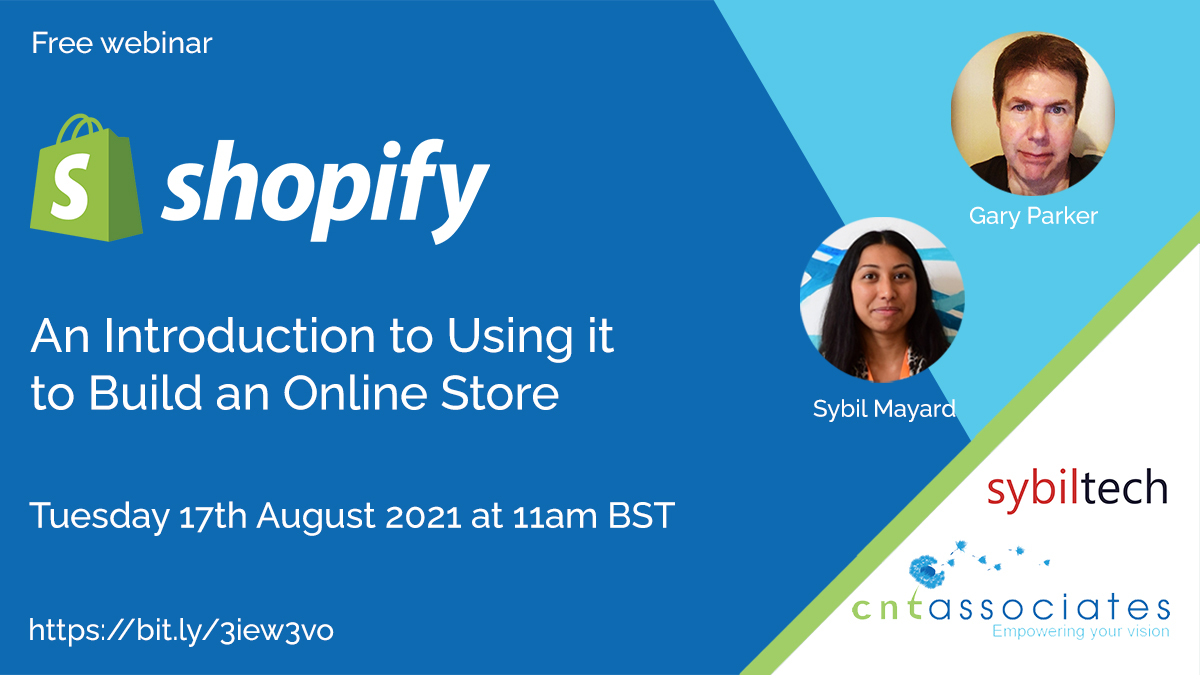 Free webinar
S shopify
An Introduction to Using it
to Build an Online Store
Tuesday 17th August 2021 at 11am BST
https://bit.ly/3iew3vo
Gary Parker
Sybil Mayard
sybiltech
cntassociates
Empowering your vision